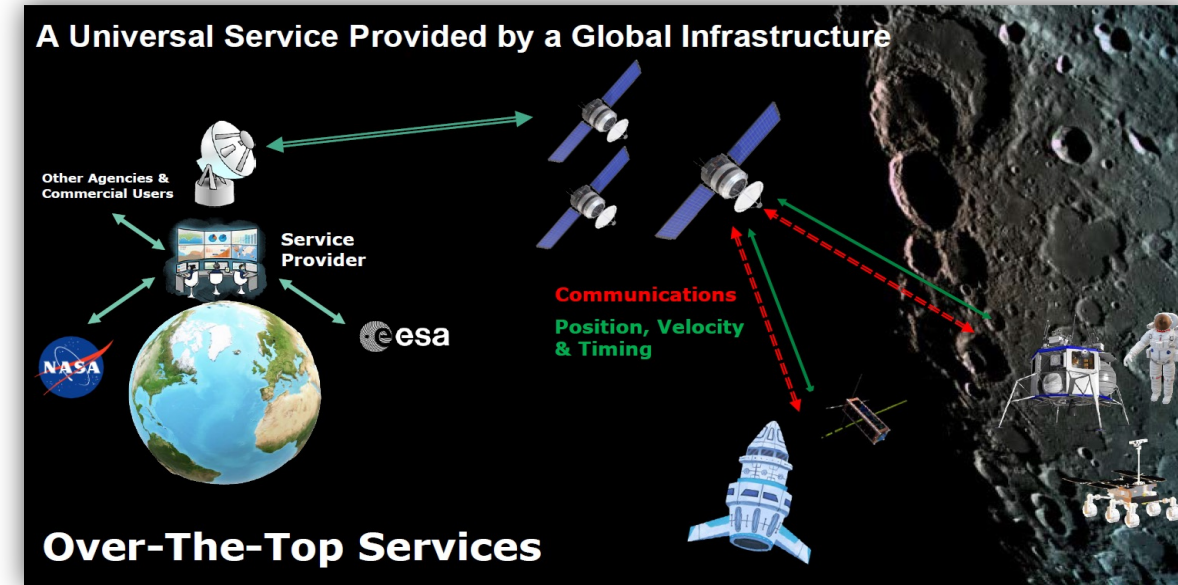 A Universal Service Provided by a Global Infrastructure
Other Agencies &
Commercial Users
Service
Provider
NASA
esa
Communications
Position, Velocity
& Timing
Over-The-Top Services